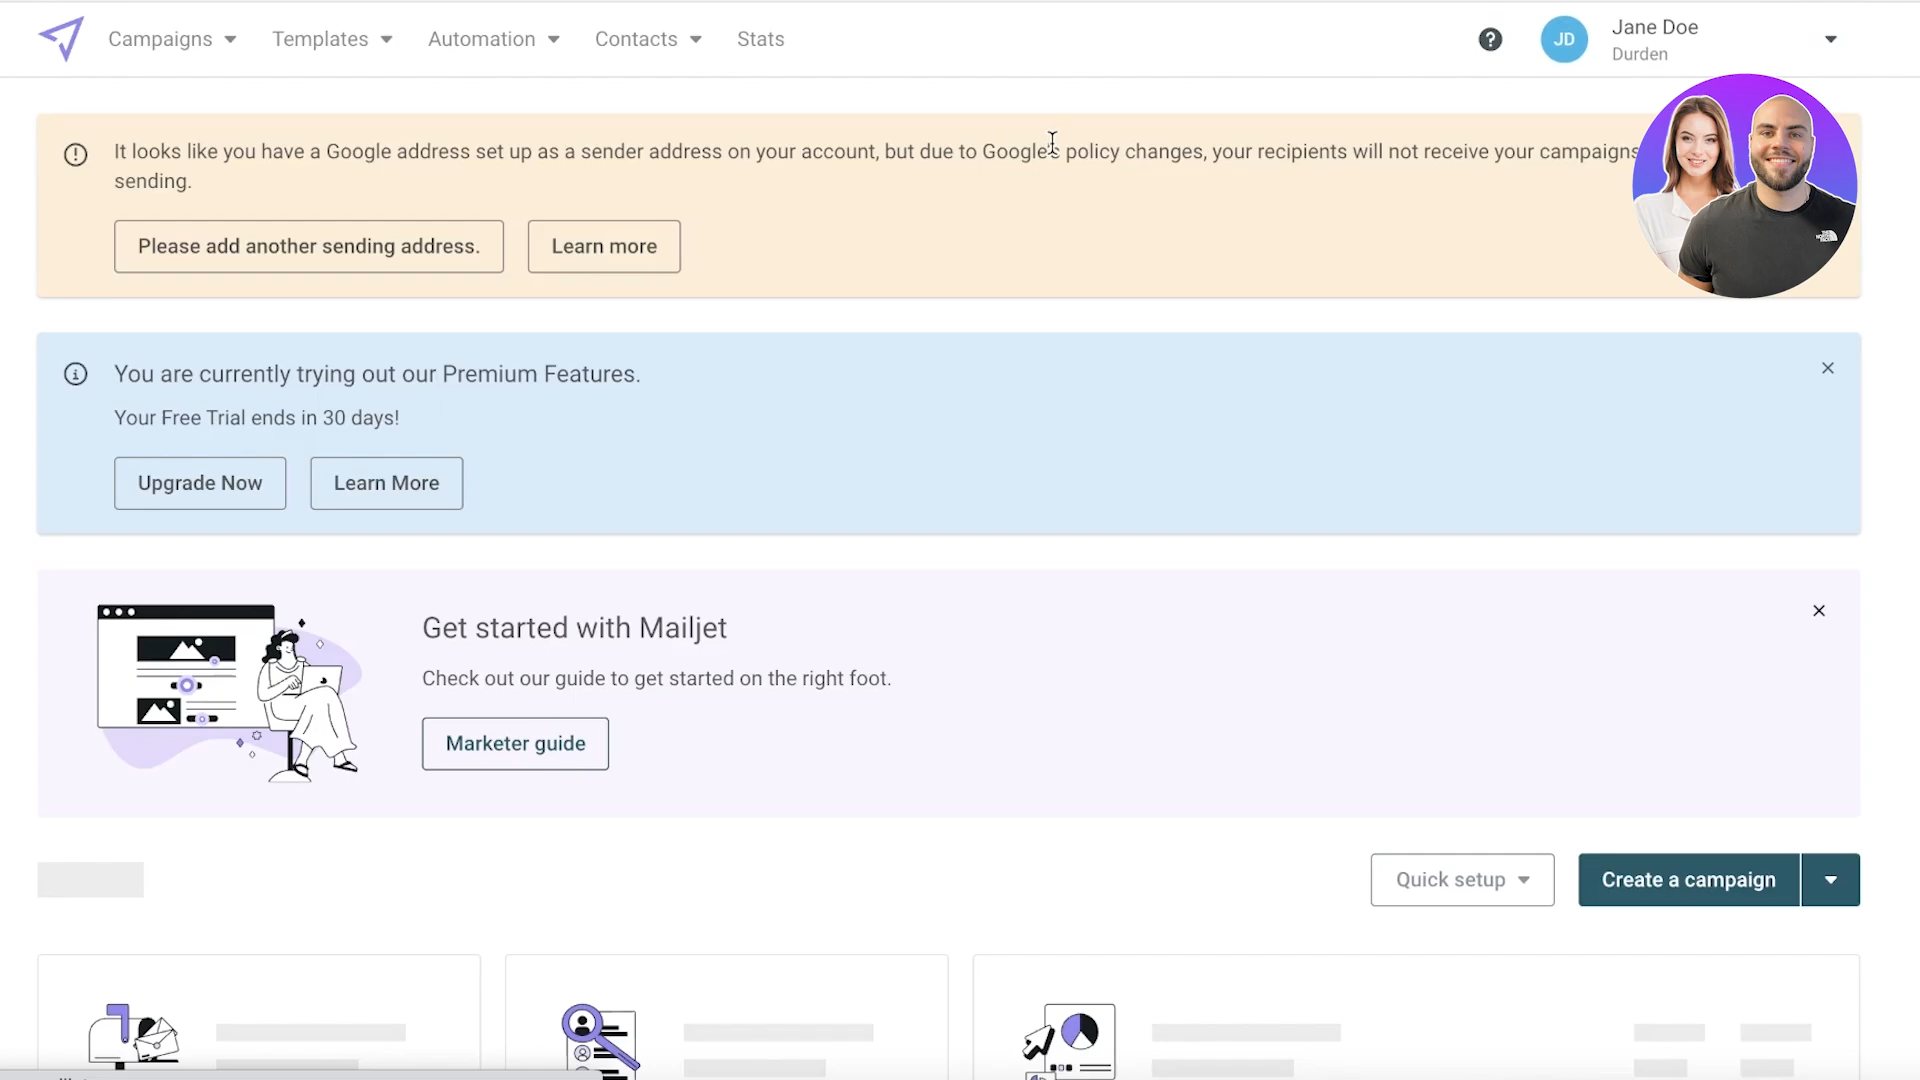 Campaigns Templates Automation Contacts Stats
? JD Jane Doe
Durden
It looks like you have a Google address set up as a sender address on your account, but due to Google's policy changes, your recipients will not receive your campaigns
sending.
Please add another sending address. Learn more
You are currently trying out our Premium Features.
Your Free Trial ends in 30 days!
Upgrade Now Learn More
Get started with Mailjet
Check out our guide to get started on the right foot.
Marketer guide
Quick setup Create a campaign